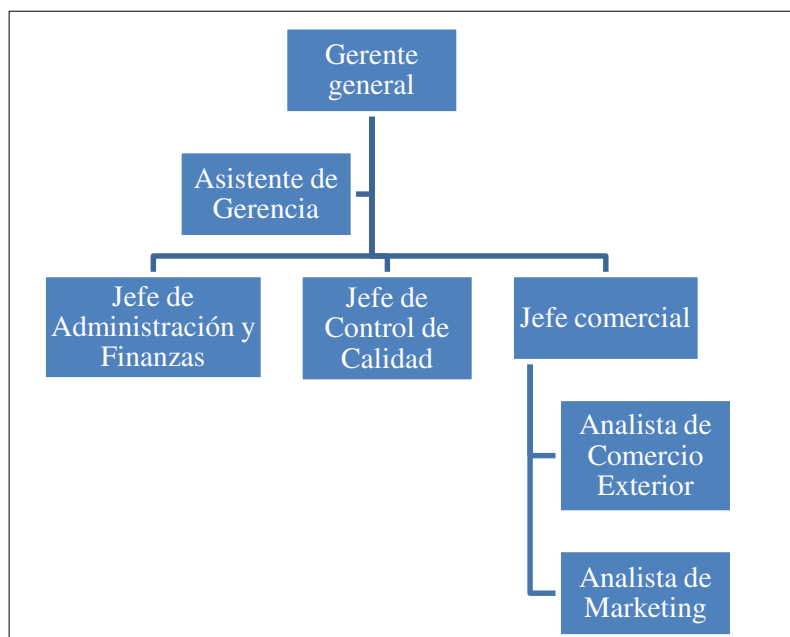 Gerente
general
Asistente de
Gerencia
Jefe de
Administración y
Finanzas
Jefe de
Control de
Calidad
Jefe comercial
Analista de
Comercio
Exterior
Analista de
Marketing